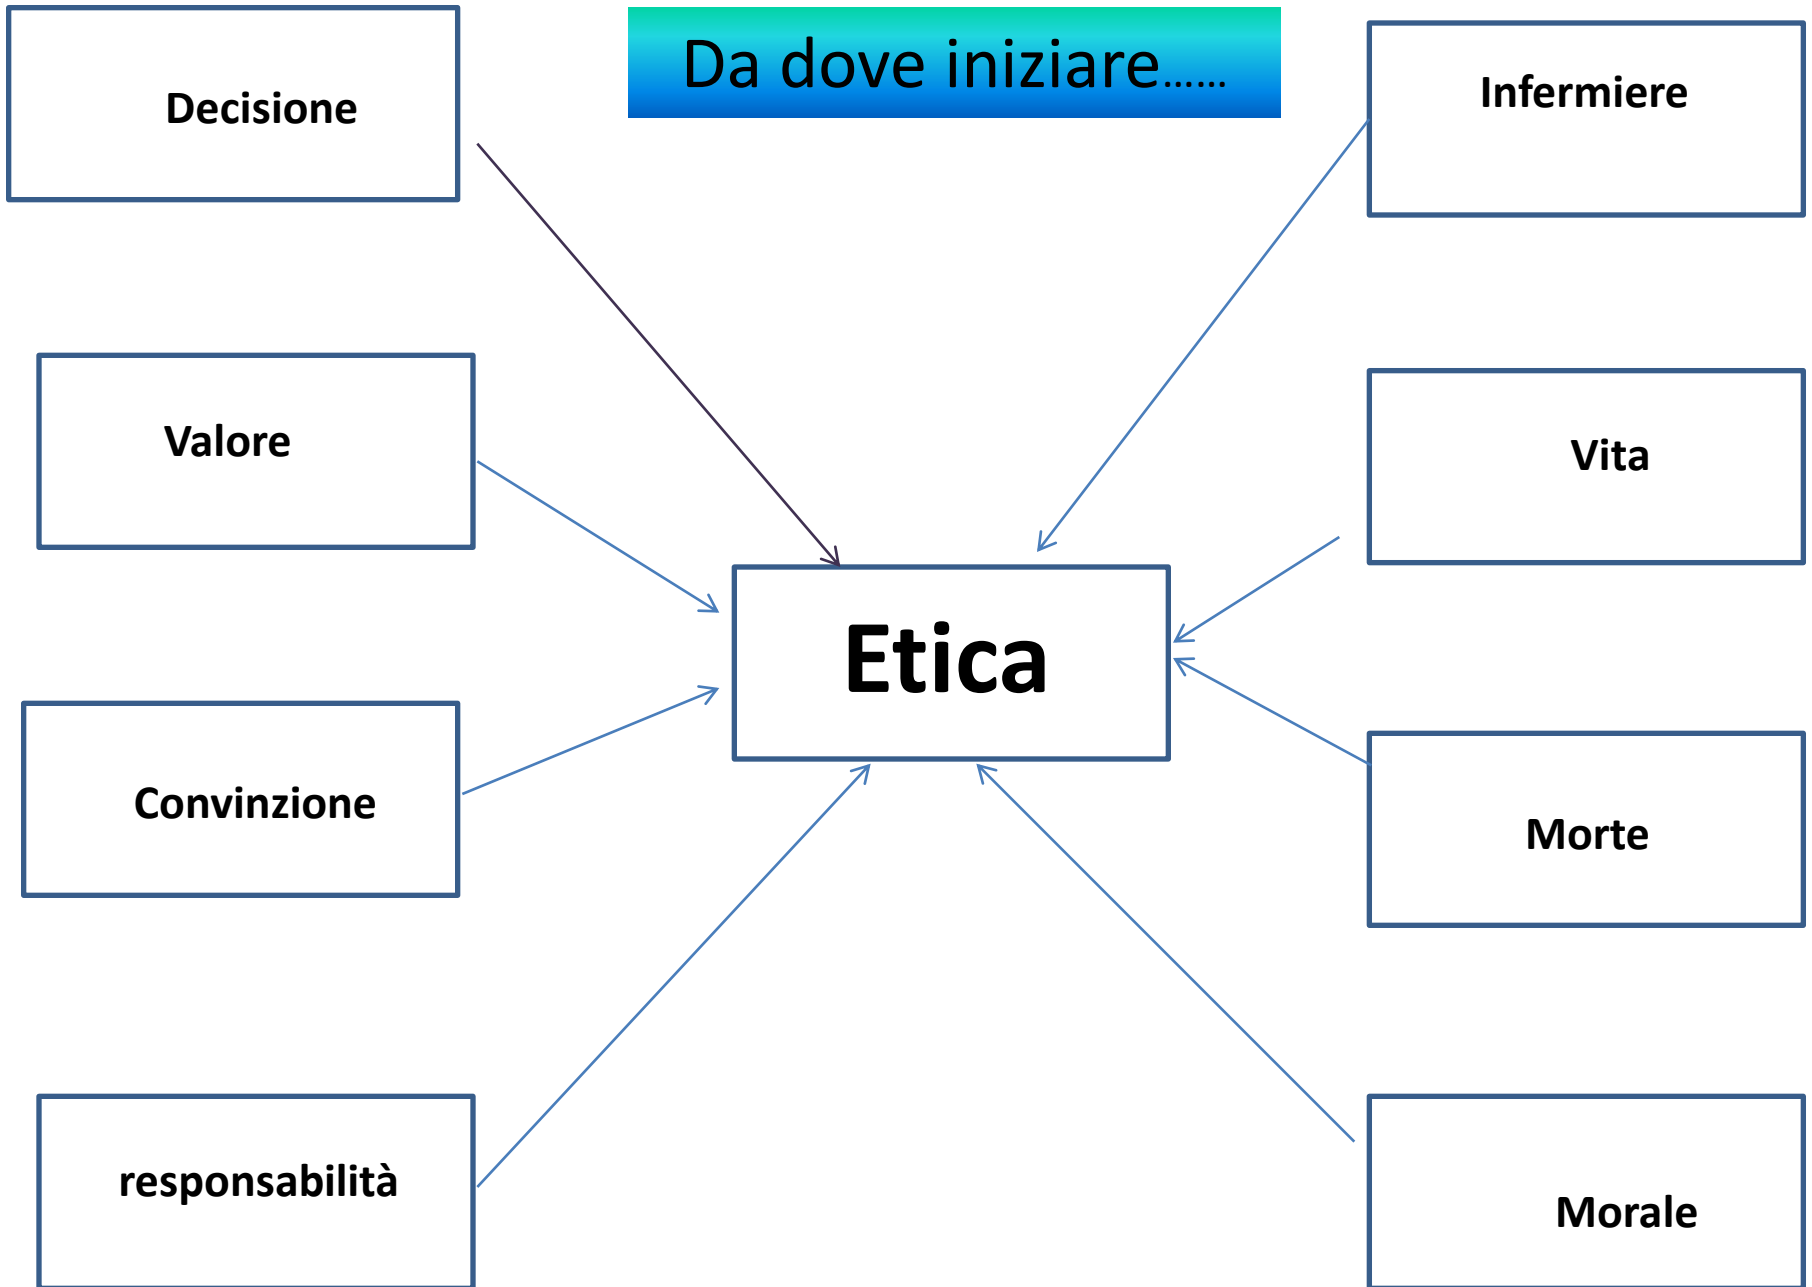 Da dove iniziare......
Decisione
Infermiere
Valore
Vita
Etica
Convinzione
Morte
responsabilità
Morale